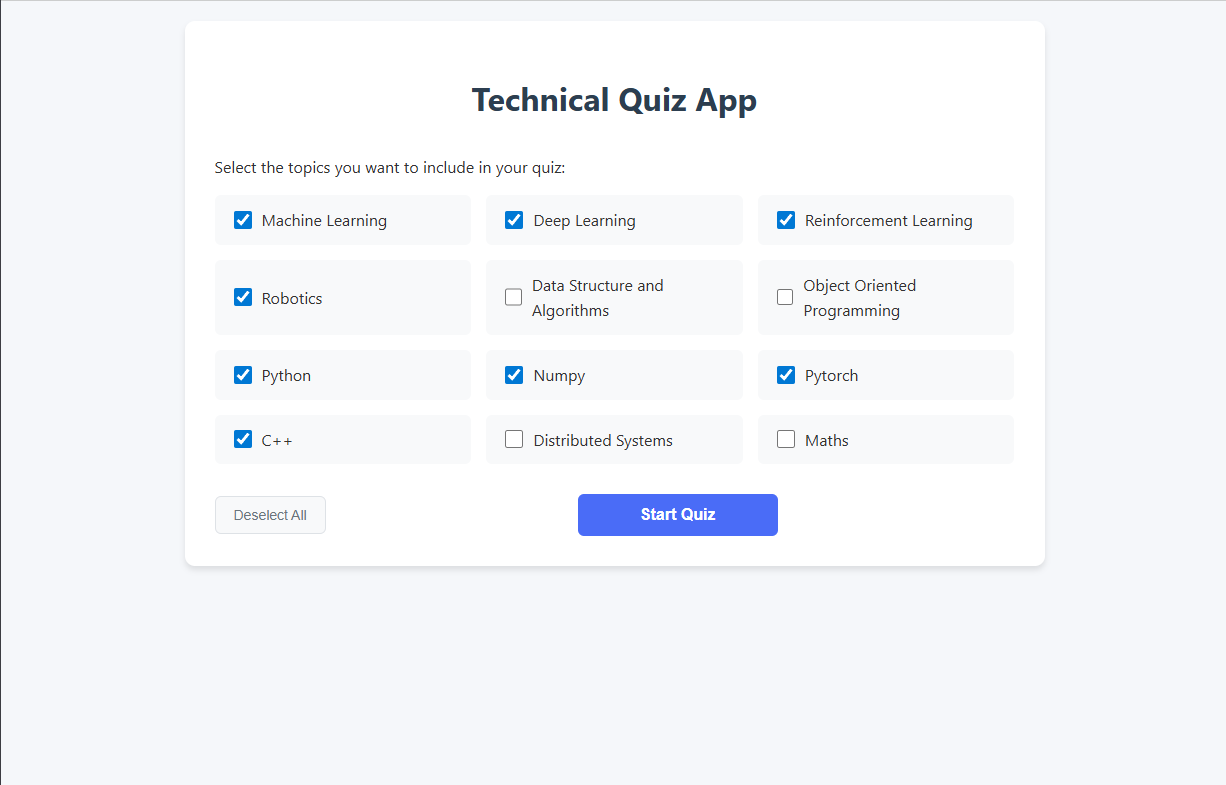 Technical Quiz App
Select the topics you want to include in your quiz:
Machine Learning
Deep Learning
Reinforcement Learning
Robotics
Data Structure and
Algorithms
Object Oriented
Programming
Python
Numpy
Pytorch
C++
Distributed Systems
Maths
Deselect All
Start Quiz